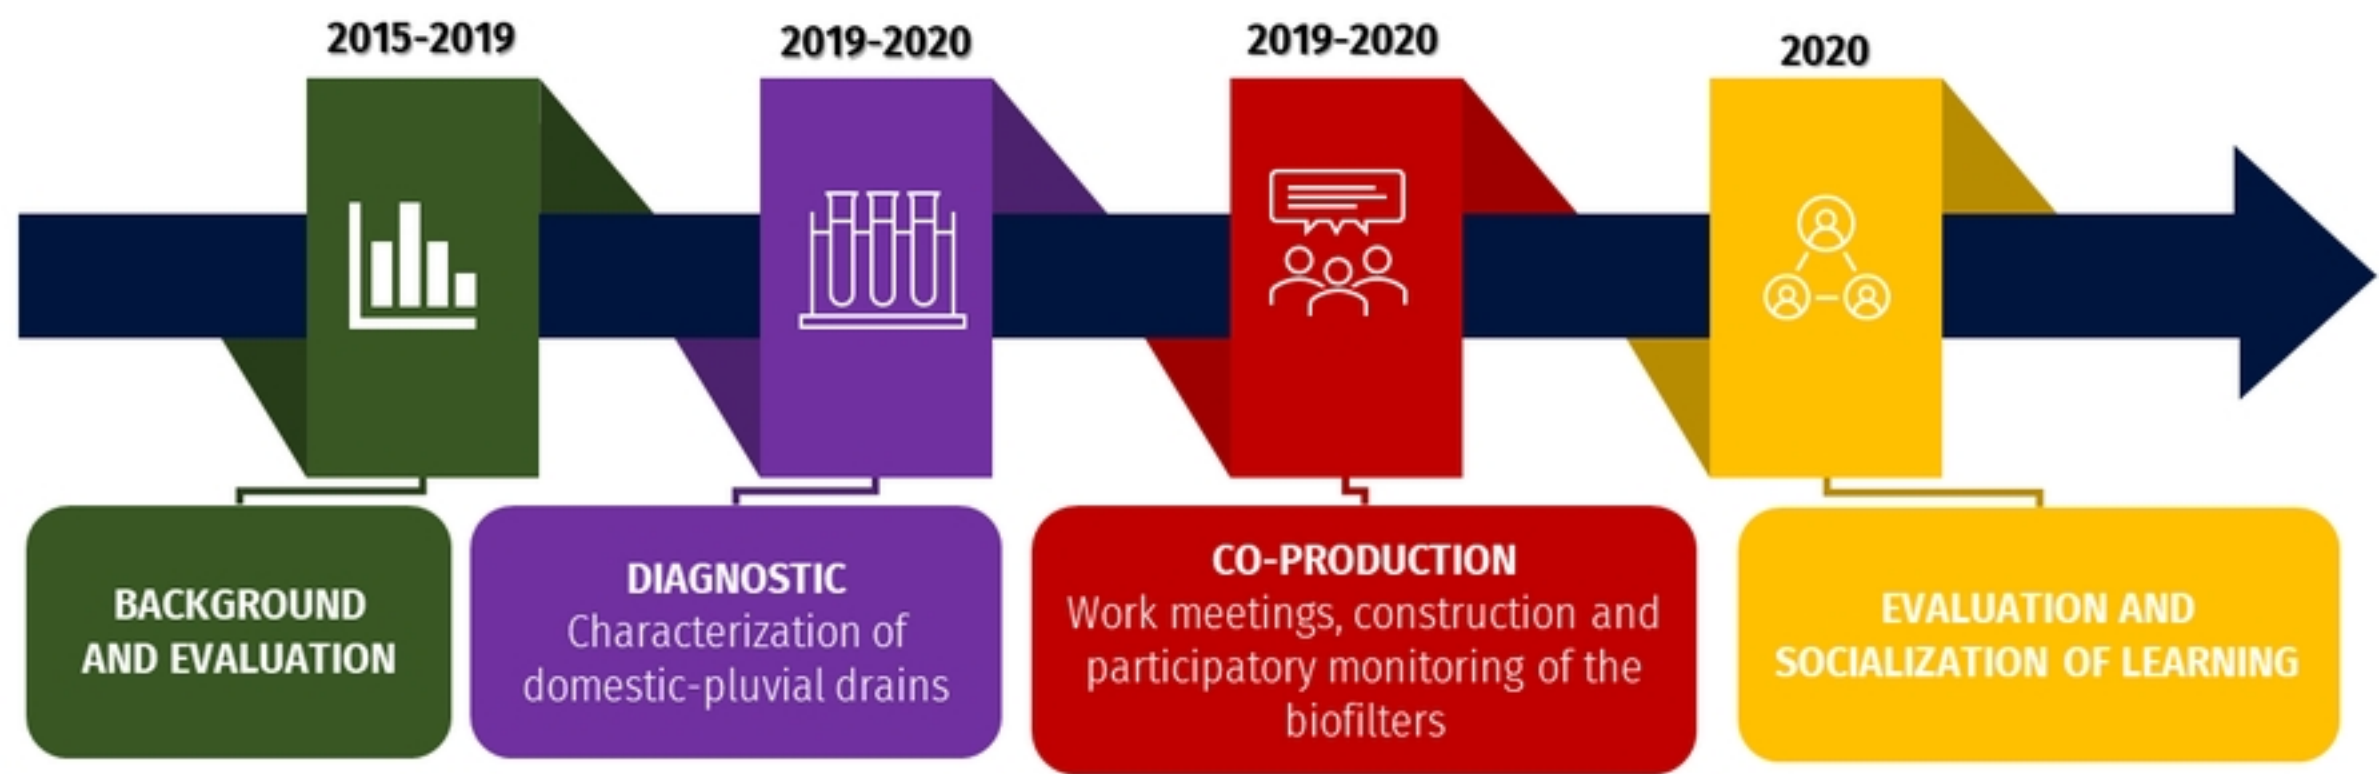 2015-2019
2019-2020
2019-2020
2020
BACKGROUND
AND EVALUATION
DIAGNOSTIC
Characterization of
domestic-pluvial drains
CO-PRODUCTION
Work meetings, construction and
participatory monitoring of the
biofilters
EVALUATION AND
SOCIALIZATION OF LEARNING